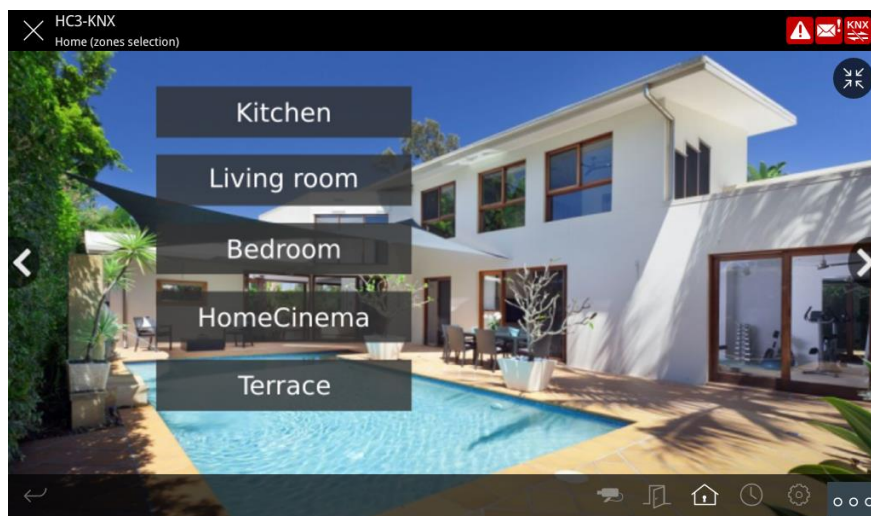 HC3-KNX
Home (zones selection)
KNX
Kitchen
Living room
Bedroom
HomeCinema
Terrace